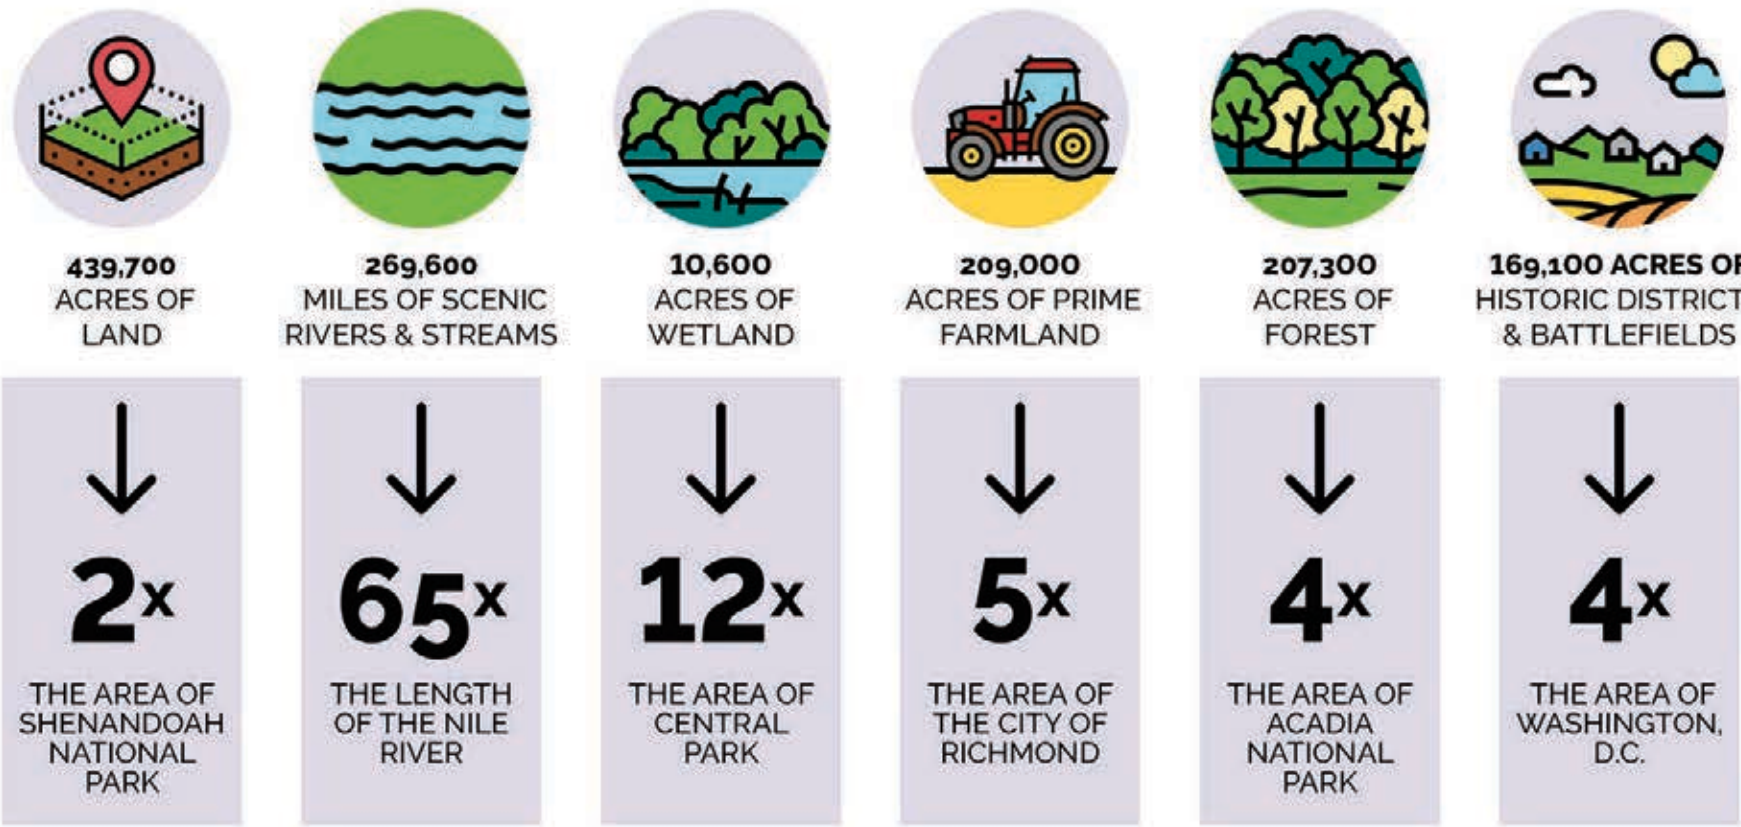 439,700
ACRES OF
LAND
269,600
MILES OF SCENIC
RIVERS & STREAMS
10,600
ACRES OF
WETLAND
209,000
ACRES OF PRIME
FARMLAND
207,300
ACRES OF
FOREST
169,100 ACRES OF
HISTORIC DISTRICT
& BATTLEFIELDS
2x
THE AREA OF
SHENANDOAH
NATIONAL
PARK
65x
THE LENGTH
OF THE NILE
RIVER
12x
THE AREA OF
CENTRAL
PARK
5x
THE AREA OF
THE CITY OF
RICHMOND
4x
THE AREA OF
ACADIA
NATIONAL
PARK
4x
THE AREA OF
WASHINGTON,
D.C.